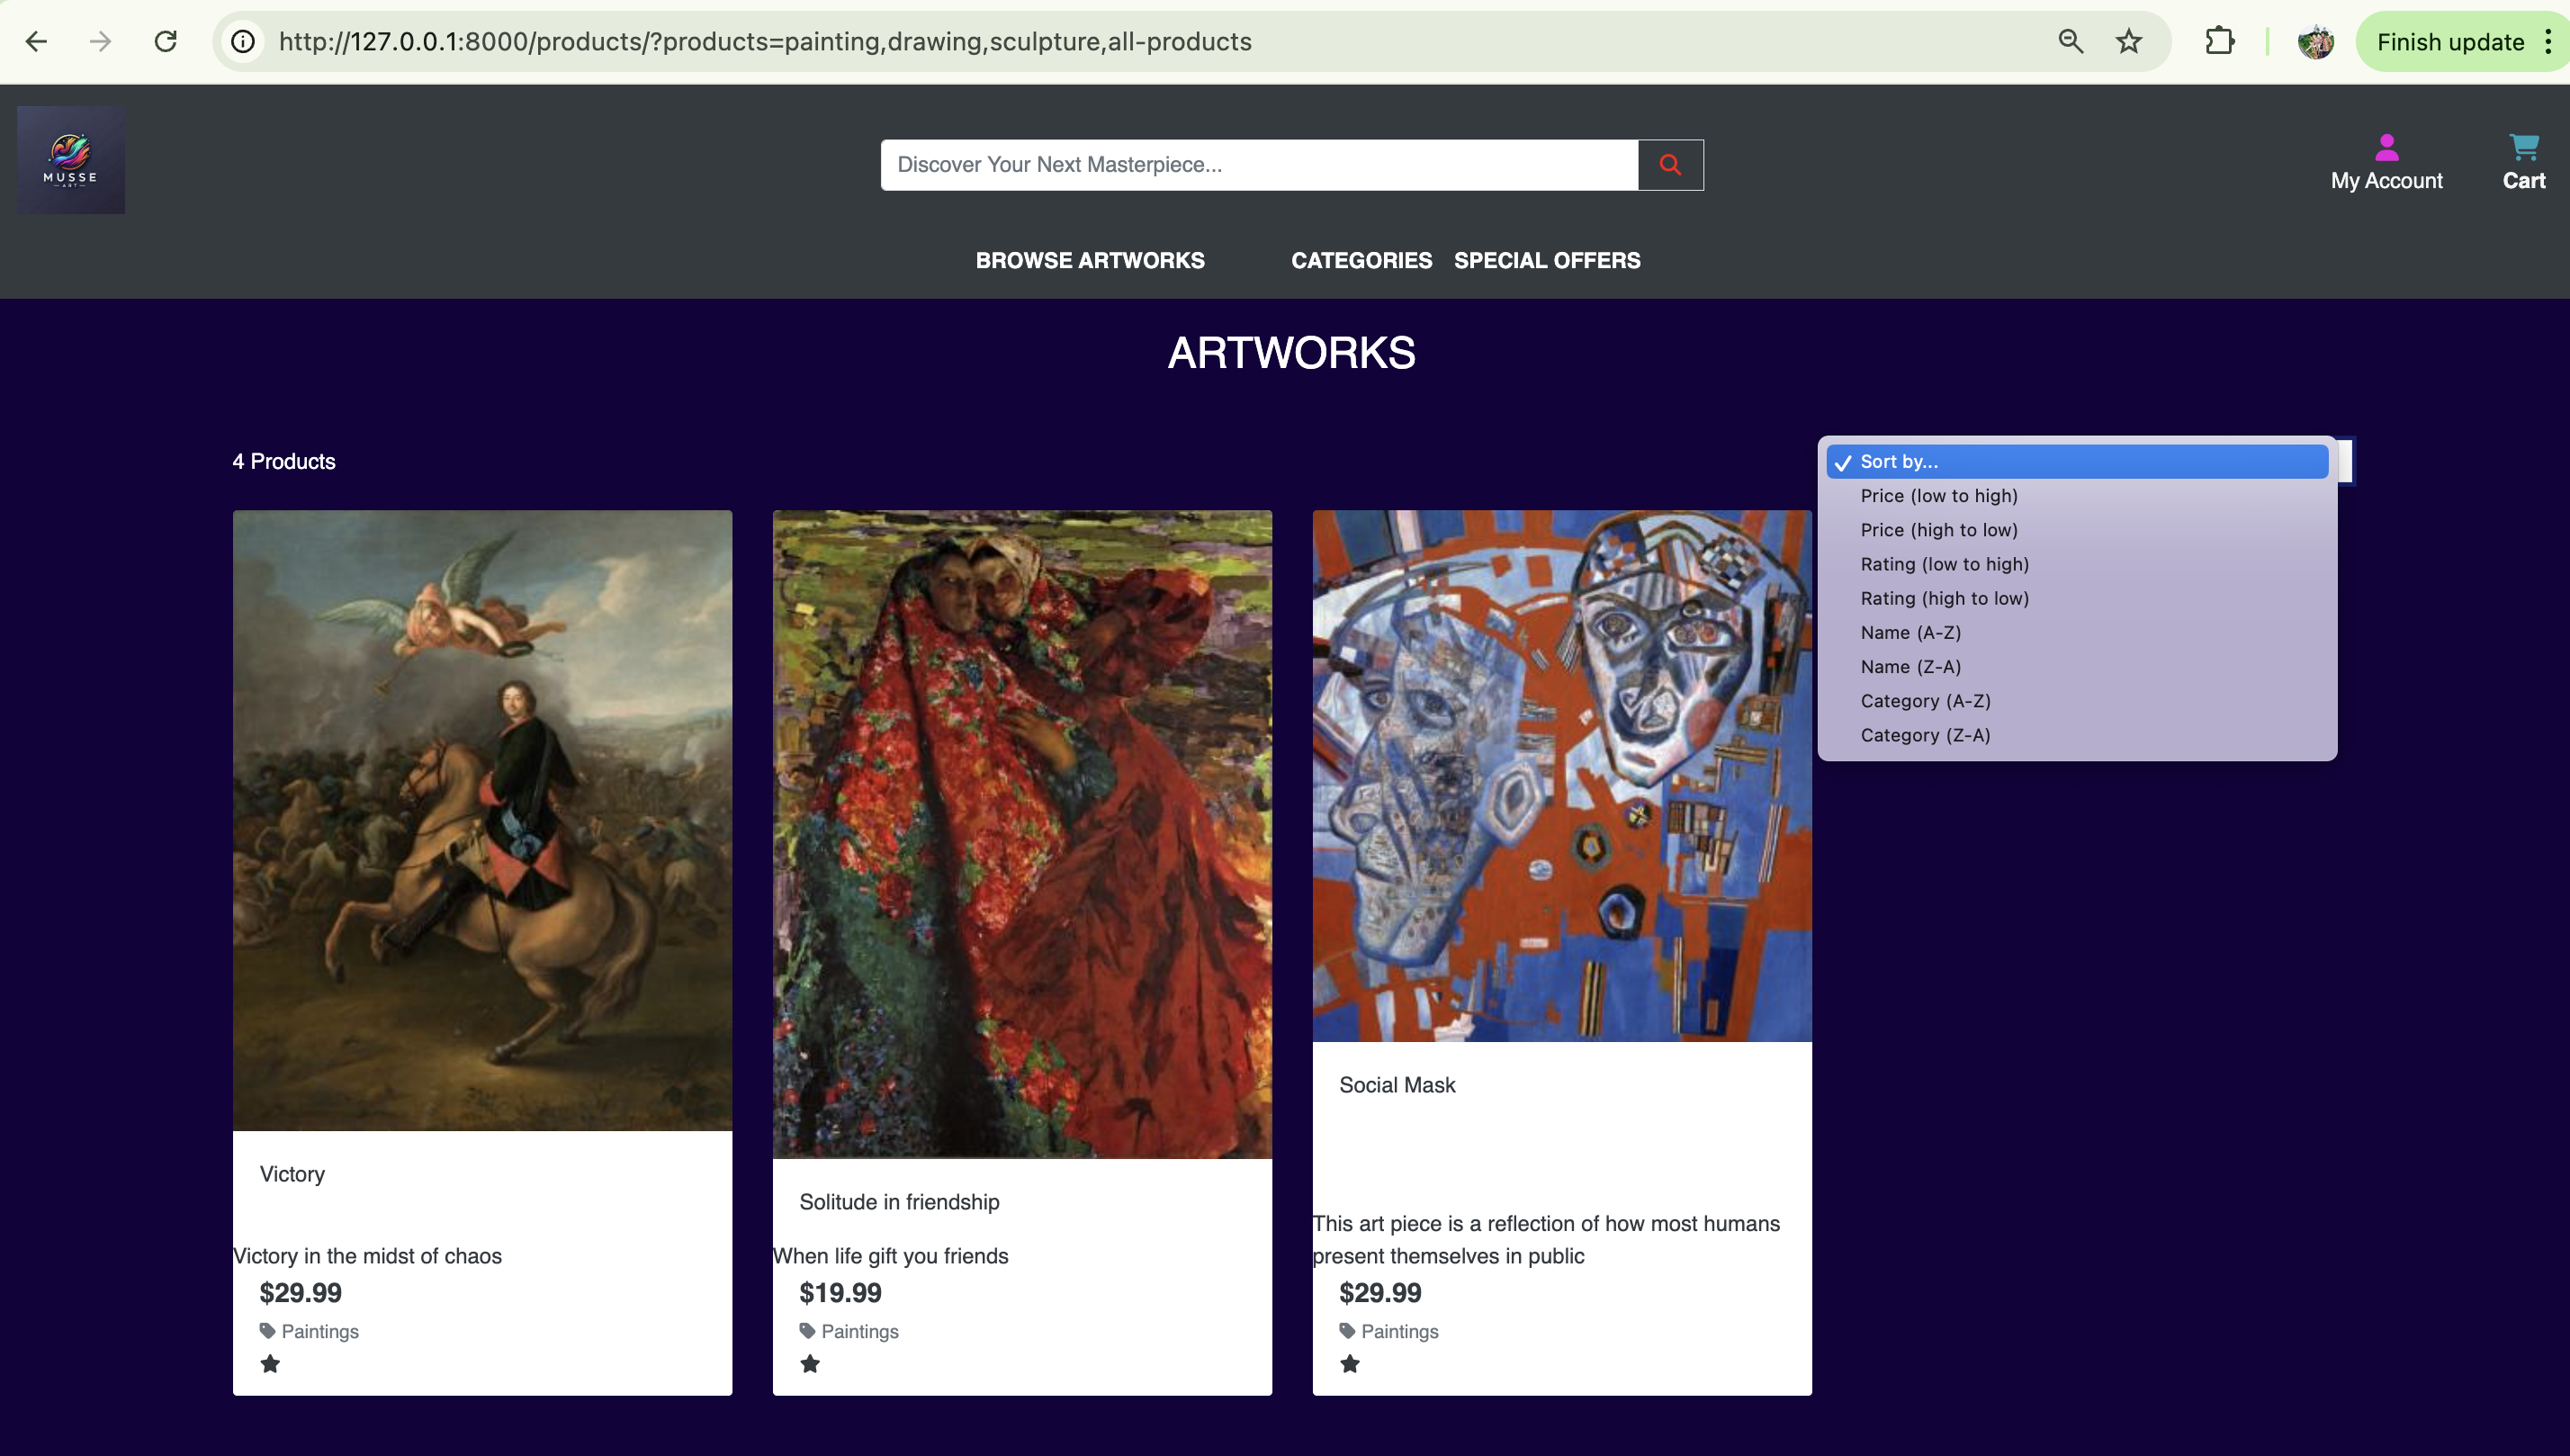 http://127.0.0.1:8000/products/?products=painting,drawing,sculpture,all-products
Finish update
MUSSE
ART
Discover Your Next Masterpiece...
My Account
Cart
BROWSE ARTWORKS
CATEGORIES
SPECIAL OFFERS
ARTWORKS
4 Products
Sort by...
Price (low to high)
Price (high to low)
Rating (low to high)
Rating (high to low)
Name (A-Z)
Name (Z-A)
Category (A-Z)
Category (Z-A)
Victory
Victory in the midst of chaos
$29.99
Paintings
Solitude in friendship
When life gift you friends
$19.99
Paintings
Social Mask
This art piece is a reflection of how most humans
present themselves in public
$29.99
Paintings